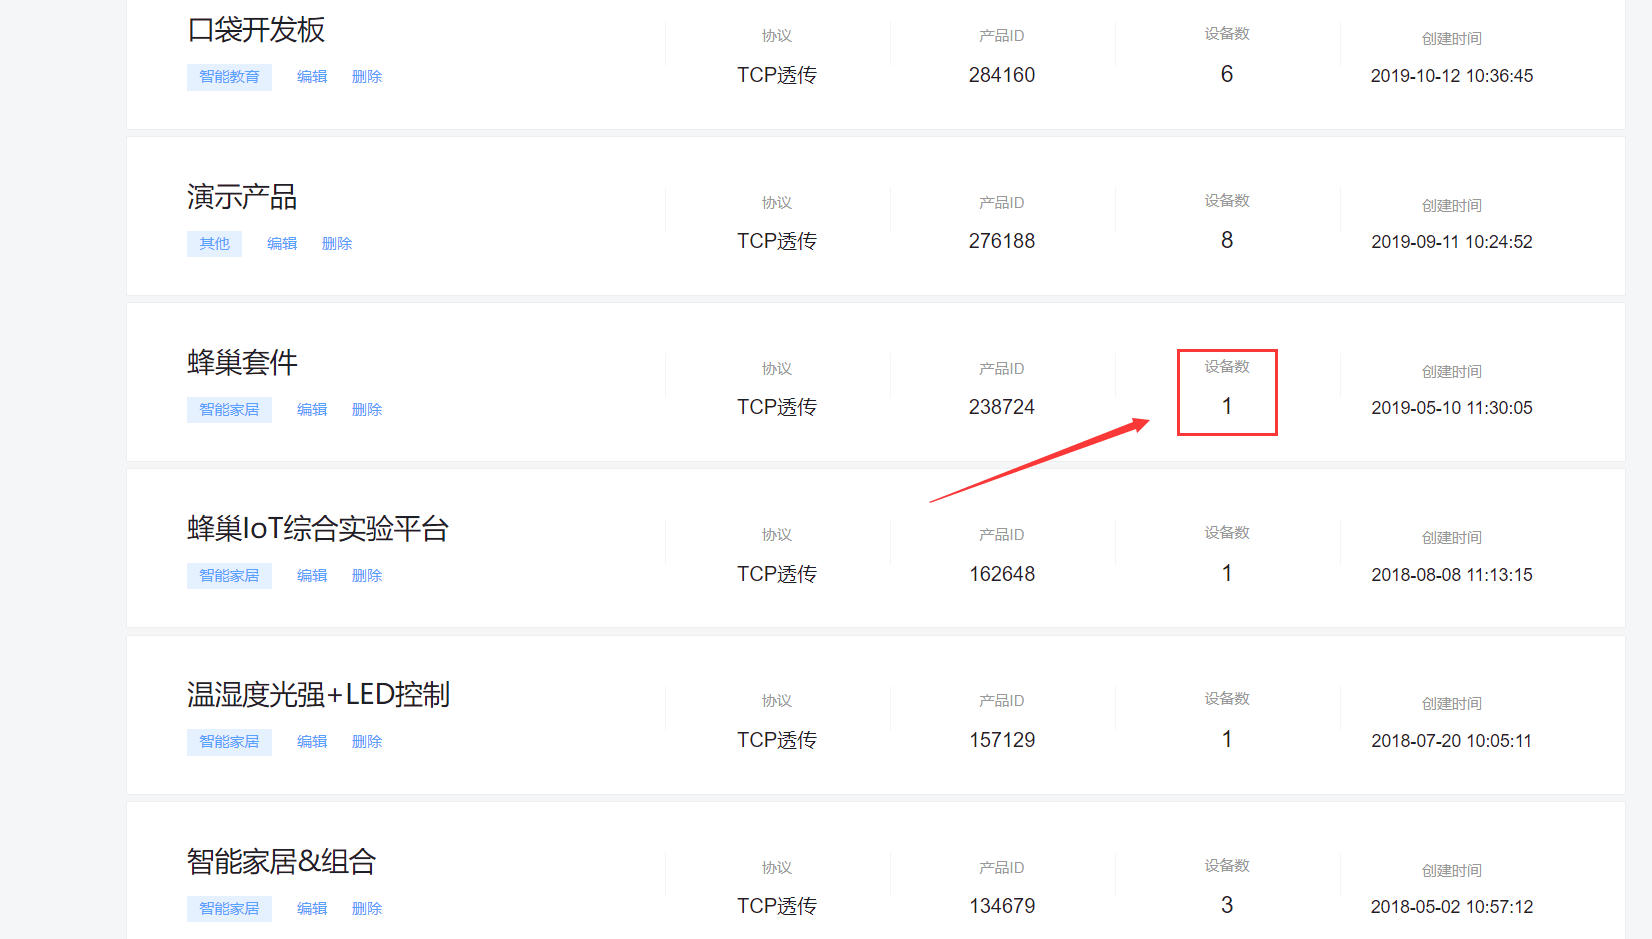 口袋开发板
智能教育 编辑 删除
协议
TCP透传
产品ID
284160
设备数
6
创建时间
2019-10-12 10:36:45
演示产品
其他 编辑 删除
协议
TCP透传
产品ID
276188
设备数
8
创建时间
2019-09-11 10:24:52
蜂巢套件
智能家居 编辑 删除
协议
TCP透传
产品ID
238724
设备数
1
创建时间
2019-05-10 11:30:05
蜂巢IoT综合实验平台
智能家居 编辑 删除
协议
TCP透传
产品ID
162648
设备数
1
创建时间
2018-08-08 11:13:15
温湿度光强+LED控制
智能家居 编辑 删除
协议
TCP透传
产品ID
157129
设备数
1
创建时间
2018-07-20 10:05:11
智能家居&组合
智能家居 编辑 删除
协议
TCP透传
产品ID
134679
设备数
3
创建时间
2018-05-02 10:57:12